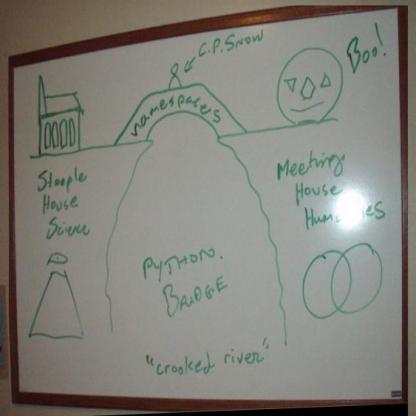 C.P. Snow
Boo!
namespaces
Steeple
House
Science
Meeting
House
Humanities
PYTHON.
BRIDGE
"crooked river"